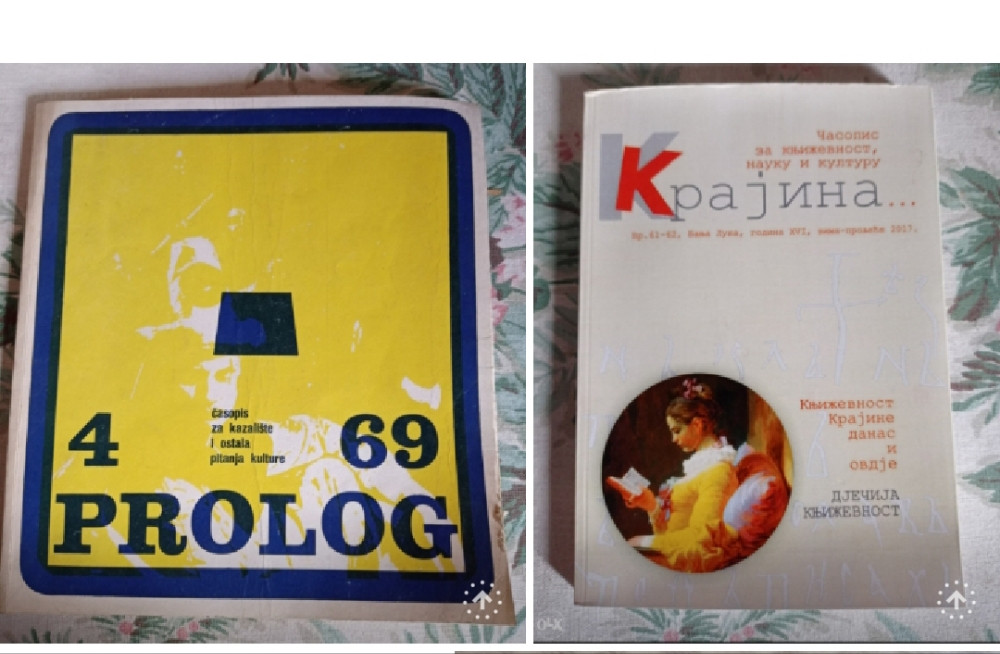 4
69
časopis
za kazalište
i ostala
pitanja kulture
PROLOG
Часопис
за књижевност,
науку и културу
Крајина...
Бр.61-62, Бања Лука, година XVI, зима-прољеће 2017.
Књижевност
Крајине
данас
и
овдје
ДЈЕЧИЈА
КЊИЖЕВНОСТ
OLX